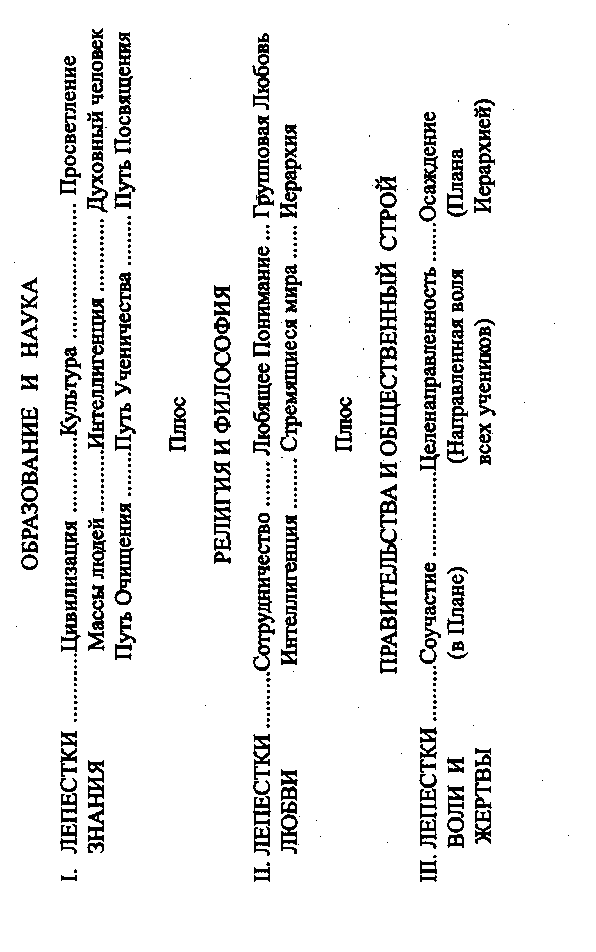 ОБРАЗОВАНИЕ И НАУКА
I. ЛЕПЕСТКИ ............Цивилизация ............Культура ........................ Просветление
ЗНАНИЯ Массы людей ..........Интеллигенция ............. Духовный человек
Путь Очищения .......Путь Ученичества ......... Путь Посвящения
Плюс
РЕЛИГИЯ И ФИЛОСОФИЯ
II. ЛЕПЕСТКИ .........Сотрудничество ........ Любящее Понимание ... Групповая Любовь
ЛЮБВИ Интеллигенция ........ Стремящиеся мира ...... Иерархия
Плюс
ПРАВИТЕЛЬСТВА И ОБЩЕСТВЕННЫЙ СТРОЙ
III. ЛЕПЕСТКИ ..........Соучастие ................Целенаправленность ......Осаждение
ВОЛИ И (в Плане) (Направленная воля (Плана
ЖЕРТВЫ всех учеников) Иерархией)